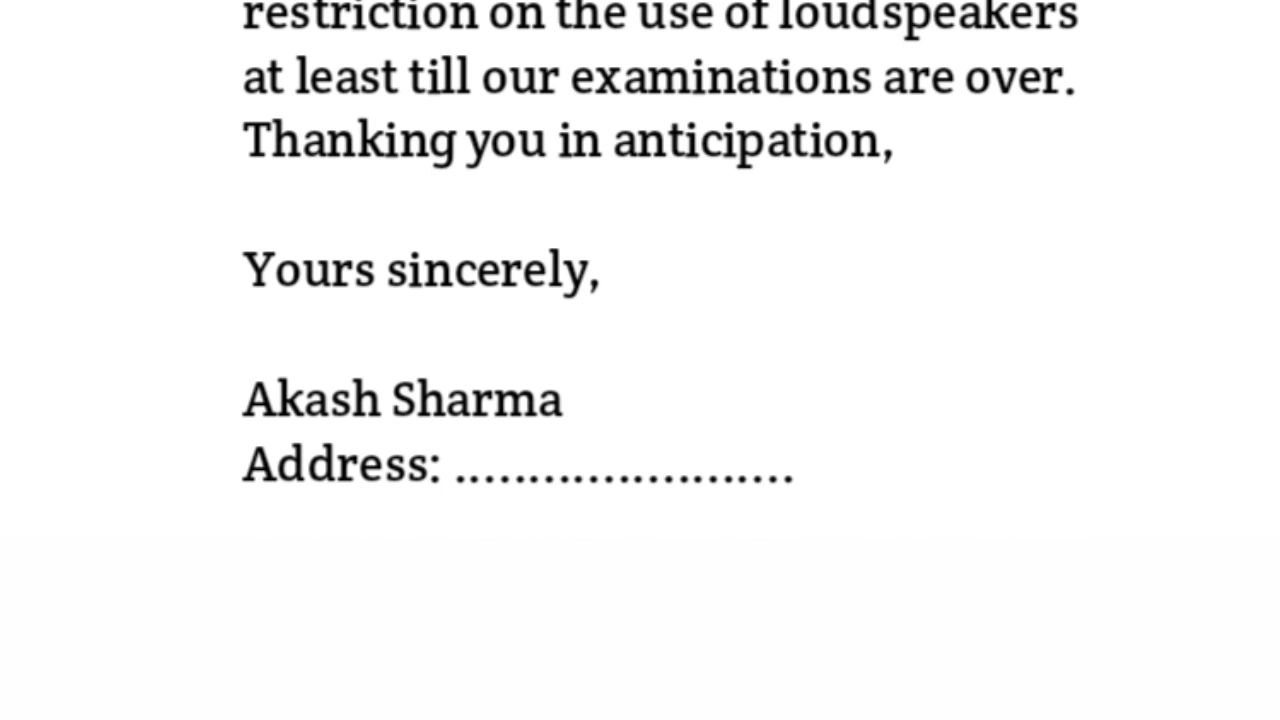 restriction on the use of loudspeakers
at least till our examinations are over.
Thanking you in anticipation,
Yours sincerely,
Akash Sharma
Address: .......................